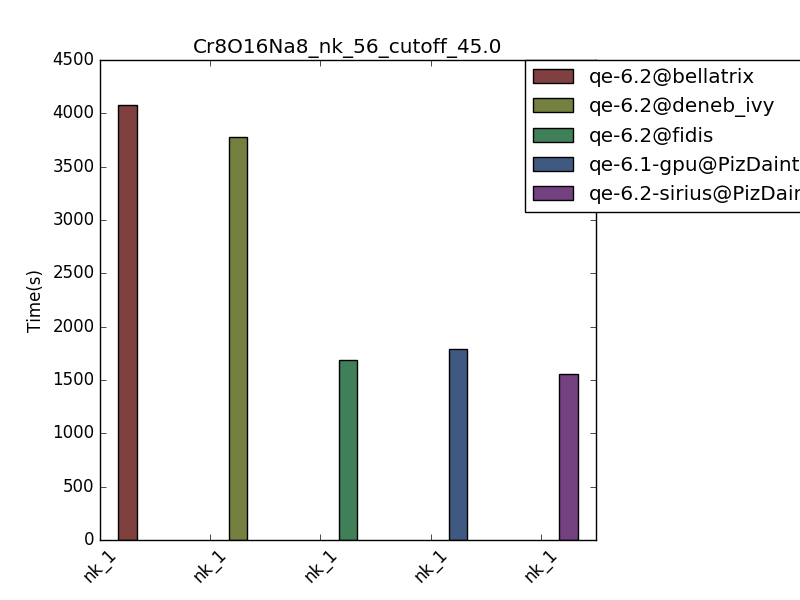 Cr8O16Na8_nk_56_cutoff_45.0
4500
4000
3500
3000
2500
2000
1500
1000
500
0
Time(s)
nk_1
nk_1
nk_1
nk_1
nk_1
qe-6.2@bellatrix
qe-6.2@deneb_ivy
qe-6.2@fidis
qe-6.1-gpu@PizDaint
qe-6.2-sirius@PizDain